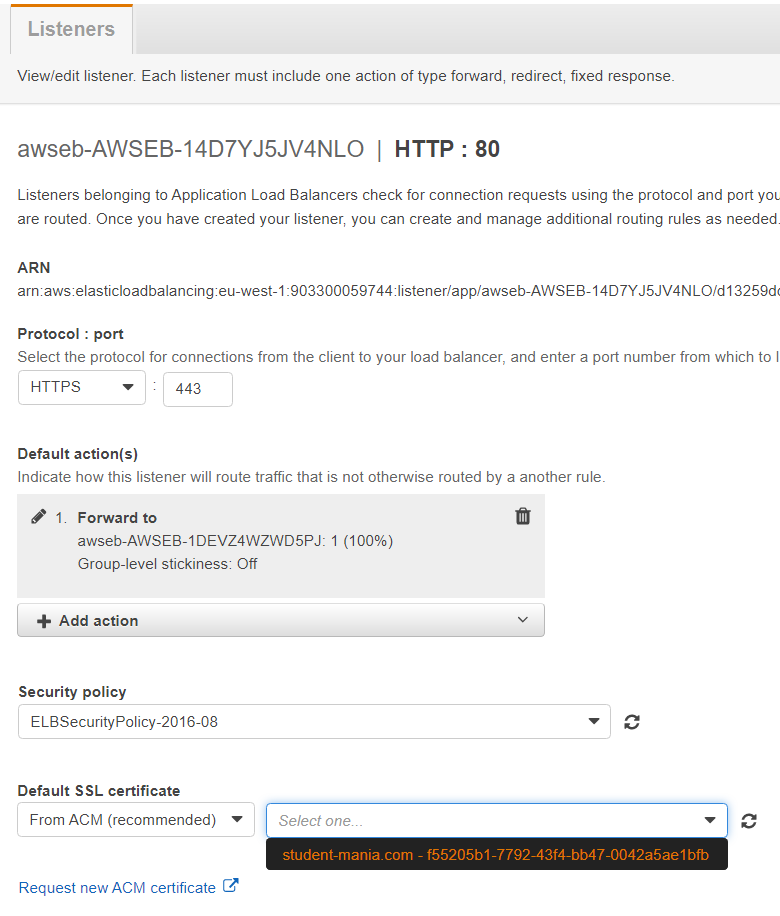 Listeners
View/edit listener. Each listener must include one action of type forward, redirect, fixed response.
awseb-AWSEB-14D7YJ5JV4NLO | HTTP : 80
Listeners belonging to Application Load Balancers check for connection requests using the protocol and port you
are routed. Once you have created your listener, you can create and manage additional routing rules as needed.
ARN
arn:aws:elasticloadbalancing:eu-west-1:903300059744:listener/app/awseb-AWSEB-14D7YJ5JV4NLO/d13259dc
Protocol : port
Select the protocol for connections from the client to your load balancer, and enter a port number from which to l
HTTPS : 443
Default action(s)
Indicate how this listener will route traffic that is not otherwise routed by a another rule.
1. Forward to
awseb-AWSEB-1DEVZ4WZWD5PJ: 1 (100%)
Group-level stickiness: Off
Add action
Security policy
ELBSecurityPolicy-2016-08
Default SSL certificate
From ACM (recommended) Select one...
student-mania.com - f55205b1-7792-43f4-bb47-0042a5ae1bfb
Request new ACM certificate